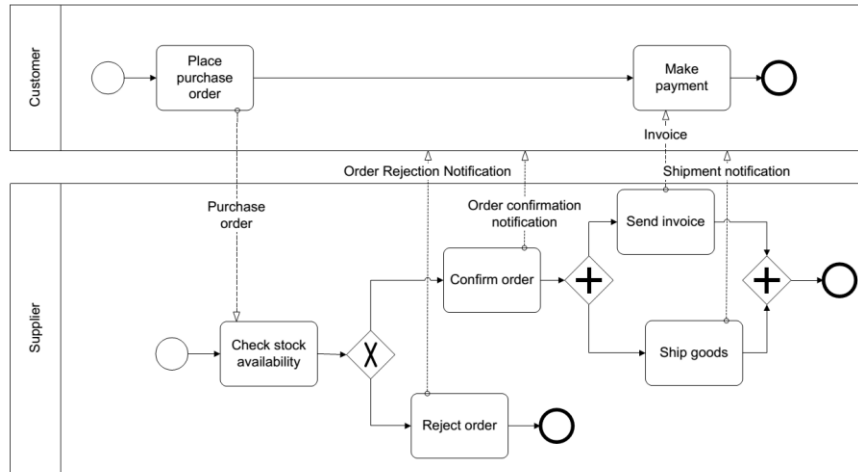 Customer
Place
purchase
order
Make
payment
Invoice
Order Rejection Notification
Shipment notification
Supplier
Purchase
order
Order confirmation
notification
Send invoice
Confirm order
Check stock
availability
X
Ship goods
Reject order